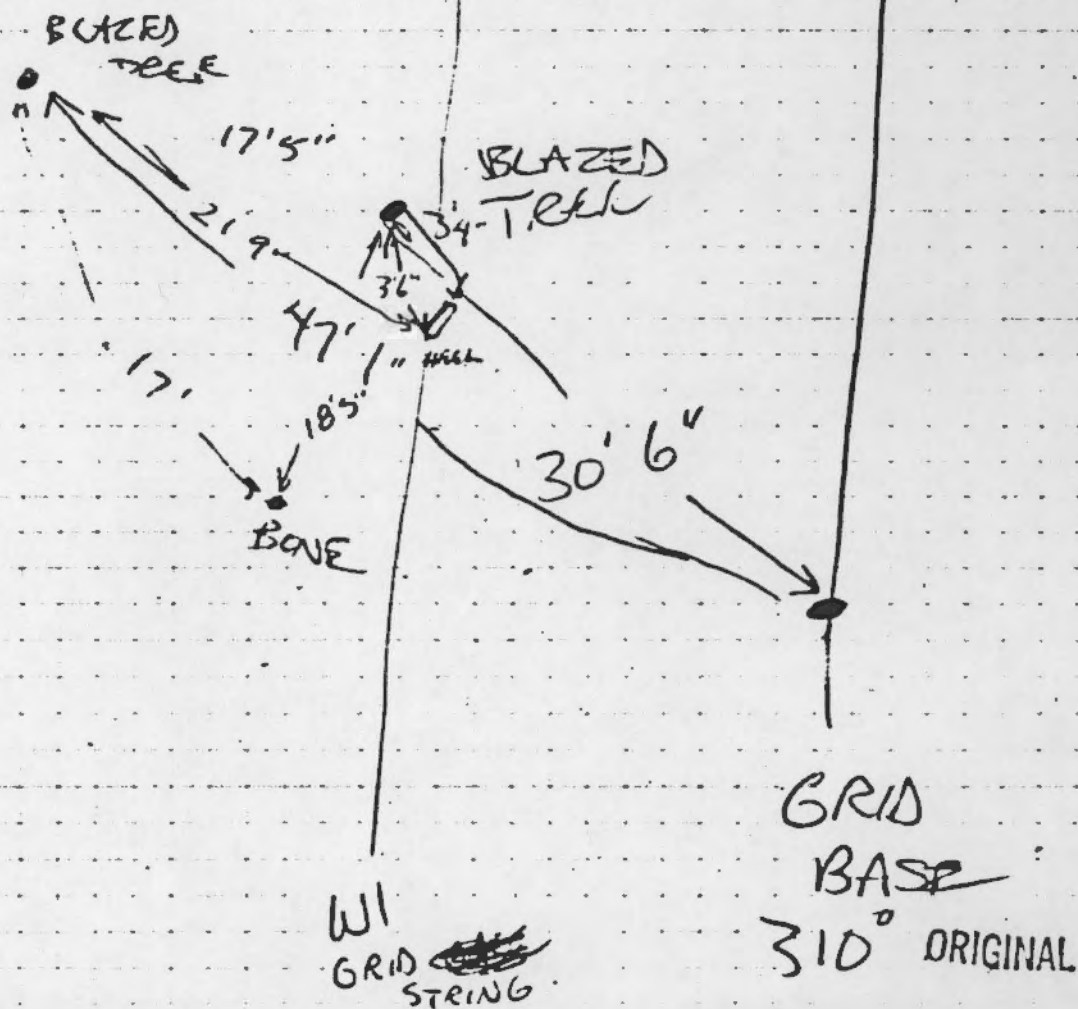 BLAZED
TREE
17'5"
BLAZED
TREE
3'4"
21' 9"
3'6"
47'
1" HEEL
17'
18'5"
30' 6"
BONE
GRID
BASE
310° ORIGINAL
W1
GRID
STRING